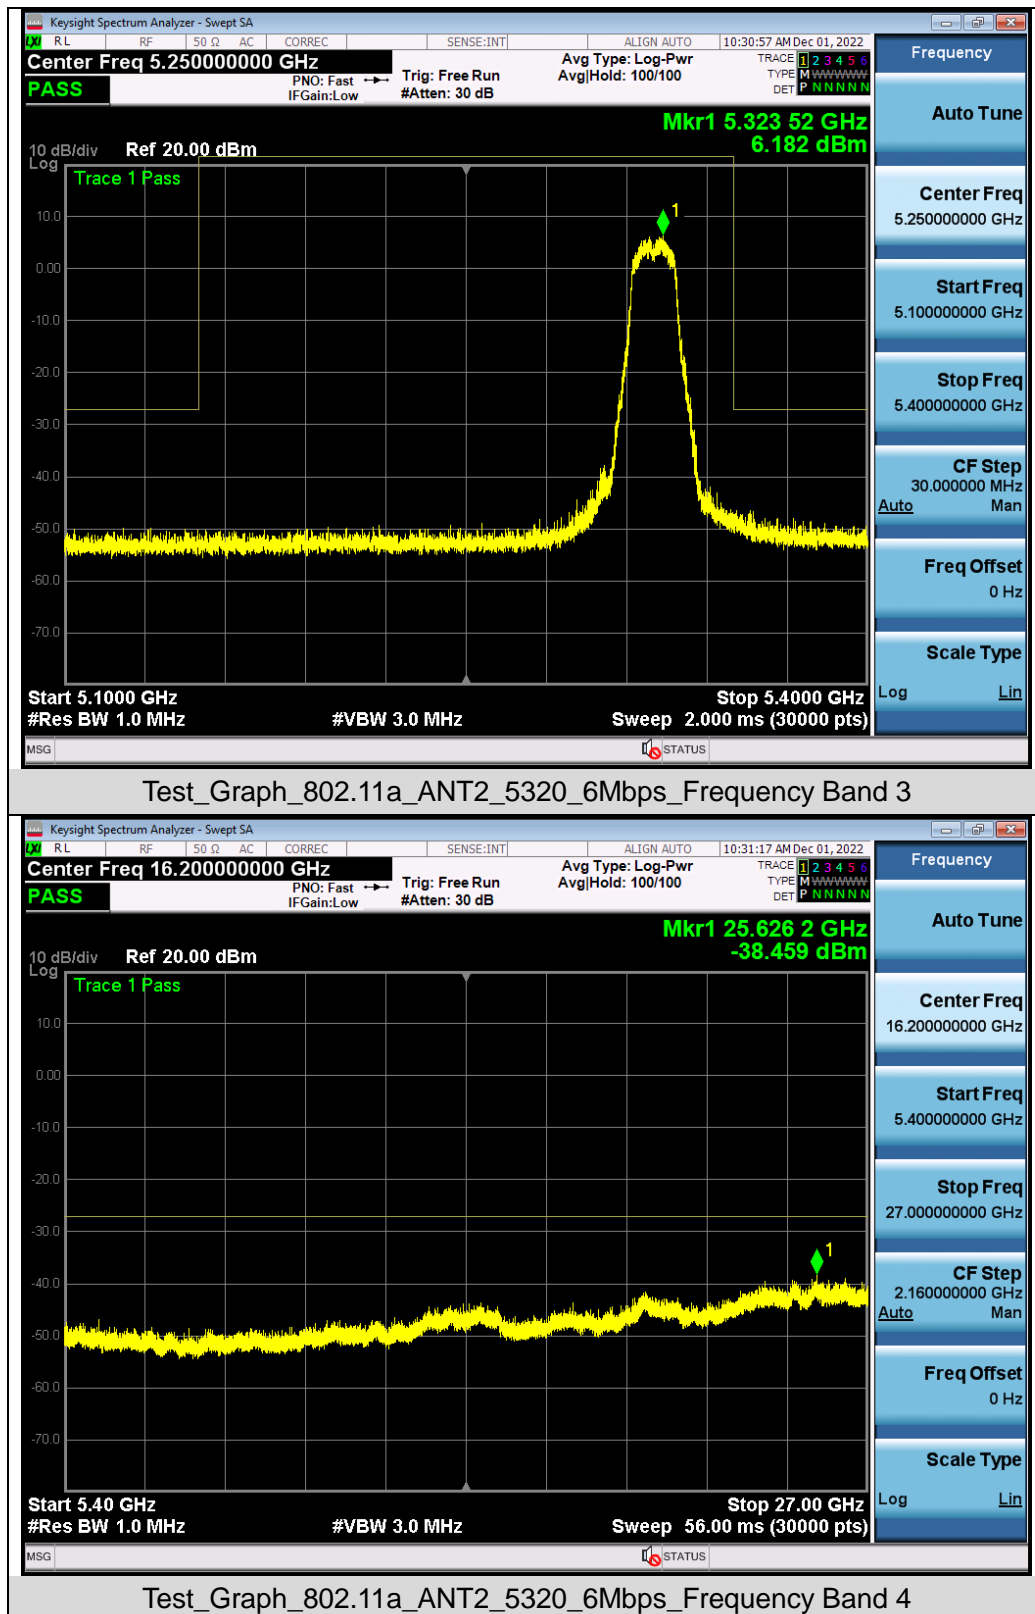 Keysight Spectrum Analyzer - Swept SA
LXI RL RF 50 Ω AC CORREC SENSE:INT ALIGN AUTO 10:30:57 AM Dec 01, 2022
Center Freq 5.250000000 GHz Avg Type: Log-Pwr TRACE 1 2 3 4 5 6
PNO: Fast Trig: Free Run Avg|Hold: 100/100 TYPE M W W W W W
PASS IFGain:Low #Atten: 30 dB DET P N N N N N
Mkr1 5.323 52 GHz
6.182 dBm
10 dB/div Ref 20.00 dBm
Log
Trace 1 Pass
1
10.0
0.00
-10.0
-20.0
-30.0
-40.0
-50.0
-60.0
-70.0
Start 5.1000 GHz Stop 5.4000 GHz
#Res BW 1.0 MHz #VBW 3.0 MHz Sweep 2.000 ms (30000 pts)
MSG STATUS
Frequency
Auto Tune
Center Freq
5.250000000 GHz
Start Freq
5.100000000 GHz
Stop Freq
5.400000000 GHz
CF Step
30.000000 MHz
Auto Man
Freq Offset
0 Hz
Scale Type
Log Lin
Test_Graph_802.11a_ANT2_5320_6Mbps_Frequency Band 3
Keysight Spectrum Analyzer - Swept SA
LXI RL RF 50 Ω AC CORREC SENSE:INT ALIGN AUTO 10:31:17 AM Dec 01, 2022
Center Freq 16.200000000 GHz Avg Type: Log-Pwr TRACE 1 2 3 4 5 6
PNO: Fast Trig: Free Run Avg|Hold: 100/100 TYPE M W W W W W
PASS IFGain:Low #Atten: 30 dB DET P N N N N N
Mkr1 25.626 2 GHz
-38.459 dBm
10 dB/div Ref 20.00 dBm
Log
Trace 1 Pass
1
10.0
0.00
-10.0
-20.0
-30.0
-40.0
-50.0
-60.0
-70.0
Start 5.40 GHz Stop 27.00 GHz
#Res BW 1.0 MHz #VBW 3.0 MHz Sweep 56.00 ms (30000 pts)
MSG STATUS
Frequency
Auto Tune
Center Freq
16.200000000 GHz
Start Freq
5.400000000 GHz
Stop Freq
27.000000000 GHz
CF Step
2.160000000 GHz
Auto Man
Freq Offset
0 Hz
Scale Type
Log Lin
Test_Graph_802.11a_ANT2_5320_6Mbps_Frequency Band 4